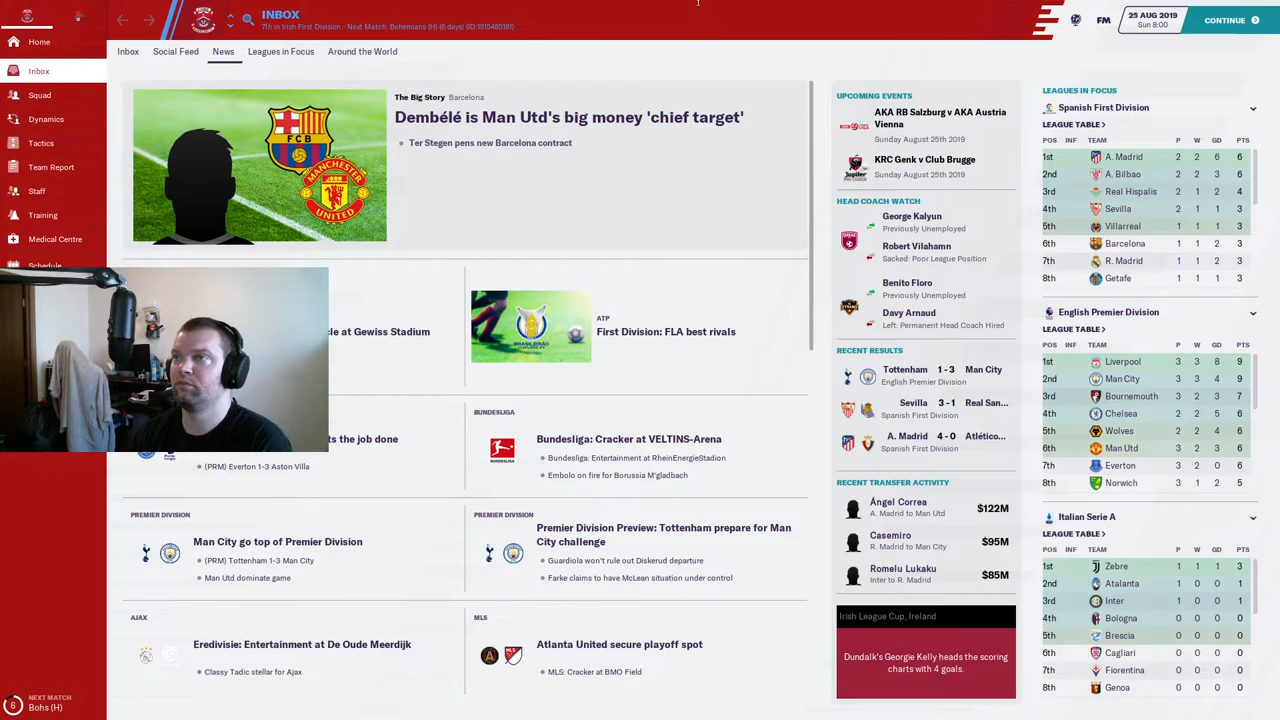 INBOX
7th in Irish First Division - Next Match: Bohemians (H) (6 days) (ID:1915485181)
FM
25 AUG 2019
Sun 8:00
CONTINUE
Home
Inbox
Squad
Dynamics
Tactics
Team Report
Staff
Training
Medical Centre
Schedule
NEXT MATCH
6
Bohs (H)
Inbox
Social Feed
News
Leagues in Focus
Around the World
The Big Story Barcelona
Dembélé is Man Utd's big money 'chief target'
Ter Stegen pens new Barcelona contract
FCB
MANCHESTER
UNITED
at Gewiss Stadium
ATP
First Division: FLA best rivals
BRASILEIRÃO
the job done
(PRM) Everton 1-3 Aston Villa
BUNDESLIGA
Bundesliga: Cracker at VELTINS-Arena
Bundesliga: Entertainment at RheinEnergieStadion
Embolo on fire for Borussia M'gladbach
PREMIER DIVISION
Man City go top of Premier Division
(PRM) Tottenham 1-3 Man City
Man Utd dominate game
PREMIER DIVISION
Premier Division Preview: Tottenham prepare for Man
City challenge
Guardiola won't rule out Diskerud departure
Farke claims to have McLean situation under control
AJAX
Eredivisie: Entertainment at De Oude Meerdijk
Classy Tadic stellar for Ajax
MLS
Atlanta United secure playoff spot
MLS: Cracker at BMO Field
UPCOMING EVENTS
AKA RB Salzburg v AKA Austria
Vienna
Sunday August 25th 2019
KRC Genk v Club Brugge
Sunday August 25th 2019
HEAD COACH WATCH
George Kalyun
Previously Unemployed
Robert Vilahamn
Sacked: Poor League Position
Benito Floro
Previously Unemployed
Davy Arnaud
Left: Permanent Head Coach Hired
RECENT RESULTS
Tottenham 1 - 3 Man City
English Premier Division
Sevilla 3 - 1 Real San...
Spanish First Division
A. Madrid 4 - 0 Atlético...
Spanish First Division
RECENT TRANSFER ACTIVITY
Ángel Correa
A. Madrid to Man Utd
$122M
Casemiro
R. Madrid to Man City
$95M
Romelu Lukaku
Inter to R. Madrid
$85M
Irish League Cup, Ireland
Dundalk's Georgie Kelly heads the scoring
charts with 4 goals.
LEAGUES IN FOCUS
Spanish First Division
LEAGUE TABLE
POS INF TEAM P W GD PTS
1st A. Madrid 2 2 6 6
2nd A. Bilbao 2 2 3 6
3rd Real Hispalis 2 1 2 4
4th Sevilla 2 1 1 3
5th Villarreal 1 1 1 3
6th Barcelona 1 1 2 3
7th R. Madrid 1 1 2 3
8th Getafe 1 1 1 3
English Premier Division
LEAGUE TABLE
POS INF TEAM P W GD PTS
1st Liverpool 3 3 8 9
2nd Man City 3 3 4 9
3rd Bournemouth 3 2 3 7
4th Chelsea 2 2 5 6
5th Wolves 2 2 4 6
6th Man Utd 3 2 4 6
7th Everton 3 2 0 6
8th Norwich 3 1 2 5
Italian Serie A
LEAGUE TABLE
POS INF TEAM P W GD PTS
1st Zebre 1 1 1 3
2nd Atalanta 1 0 0 1
3rd Inter 1 0 0 1
4th Bologna 0 0 0 0
5th Brescia 0 0 0 0
6th Cagliari 0 0 0 0
7th Fiorentina 0 0 0 0
8th Genoa 0 0 0 0